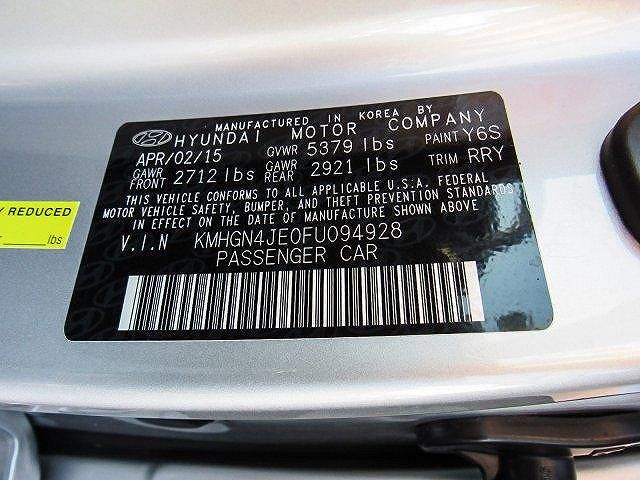 MANUFACTURED IN KOREA BY
HYUNDAI MOTOR COMPANY
APR/02/15 GVWR 5379 lbs PAINT Y6S
GAWR FRONT 2712 lbs GAWR REAR 2921 lbs TRIM RRY
THIS VEHICLE CONFORMS TO ALL APPLICABLE U.S.A. FEDERAL
MOTOR VEHICLE SAFETY, BUMPER, AND THEFT PREVENTION STANDARDS
IN EFFECT ON THE DATE OF MANUFACTURE SHOWN ABOVE
V.I.N KMHGN4JE0FU094928
PASSENGER CAR
REDUCED
lbs